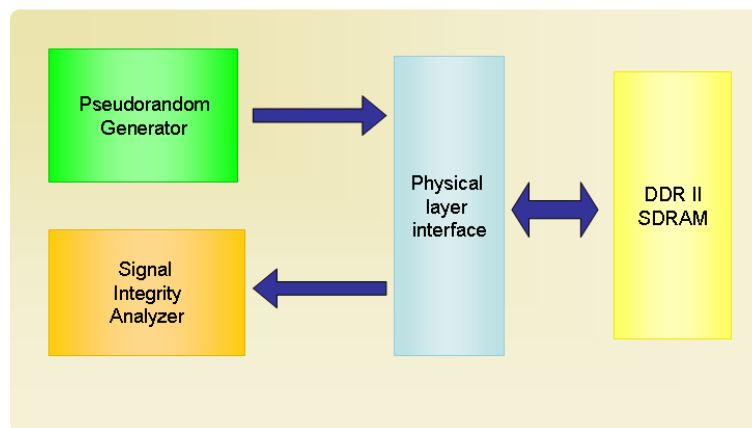 Pseudorandom
Generator
Physical
layer
interface
DDR II
SDRAM
Signal
Integrity
Analyzer